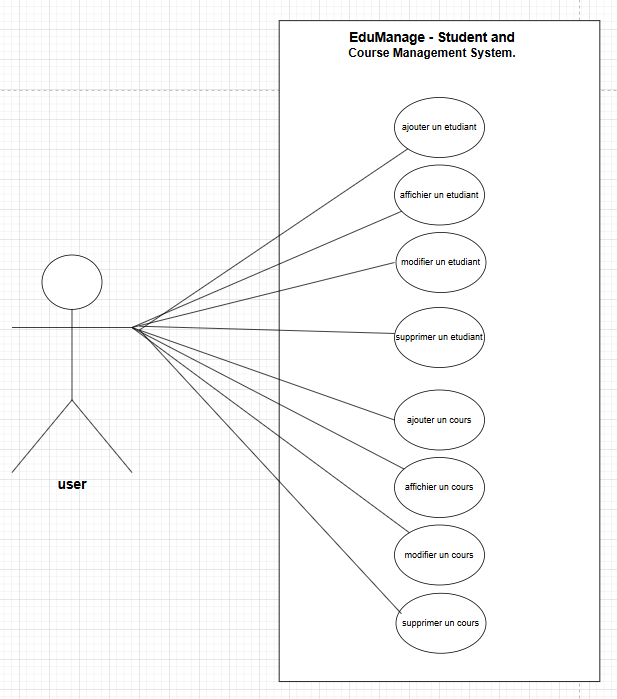 EduManage - Student and
Course Management System.
ajouter un etudiant
affichier un etudiant
modifier un etudiant
supprimer un etudiant
ajouter un cours
affichier un cours
modifier un cours
supprimer un cours
user